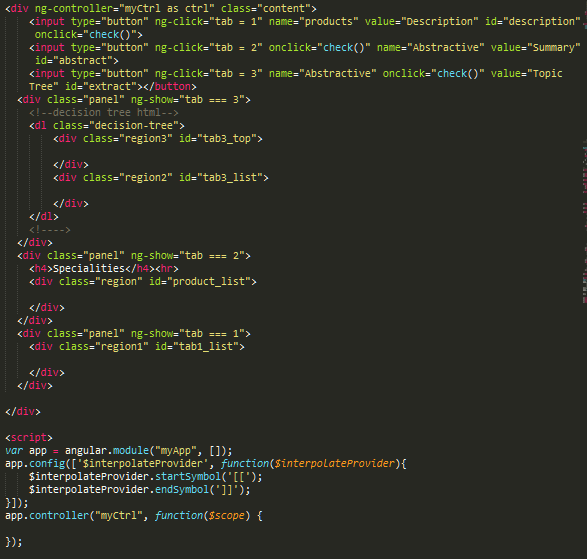 <div ng-controller="myCtrl as ctrl" class="content">
<input type="button" ng-click="tab = 1" name="products" value="Description" id="description"
onclick="check()">
<input type="button" ng-click="tab = 2" onclick="check()" name="Abstractive" value="Summary"
id="abstract">
<input type="button" ng-click="tab = 3" name="Abstractive" onclick="check()" value="Topic
Tree" id="extract"></button>
<div class="panel" ng-show="tab === 3">
<!--decision tree html-->
<dl class="decision-tree">
<div class="region3" id="tab3_top">
</div>
<div class="region2" id="tab3_list">
</div>
</dl>
<!---->
</div>
<div class="panel" ng-show="tab === 2">
<h4>Specialities</h4><hr>
<div class="region" id="product_list">
</div>
</div>
<div class="panel" ng-show="tab === 1">
<div class="region1" id="tab1_list">
</div>
</div>
</div>
<script>
var app = angular.module("myApp", []);
app.config(['$interpolateProvider', function($interpolateProvider){
$interpolateProvider.startSymbol('[[');
$interpolateProvider.endSymbol(']]');
}]);
app.controller("myCtrl", function($scope) {
});